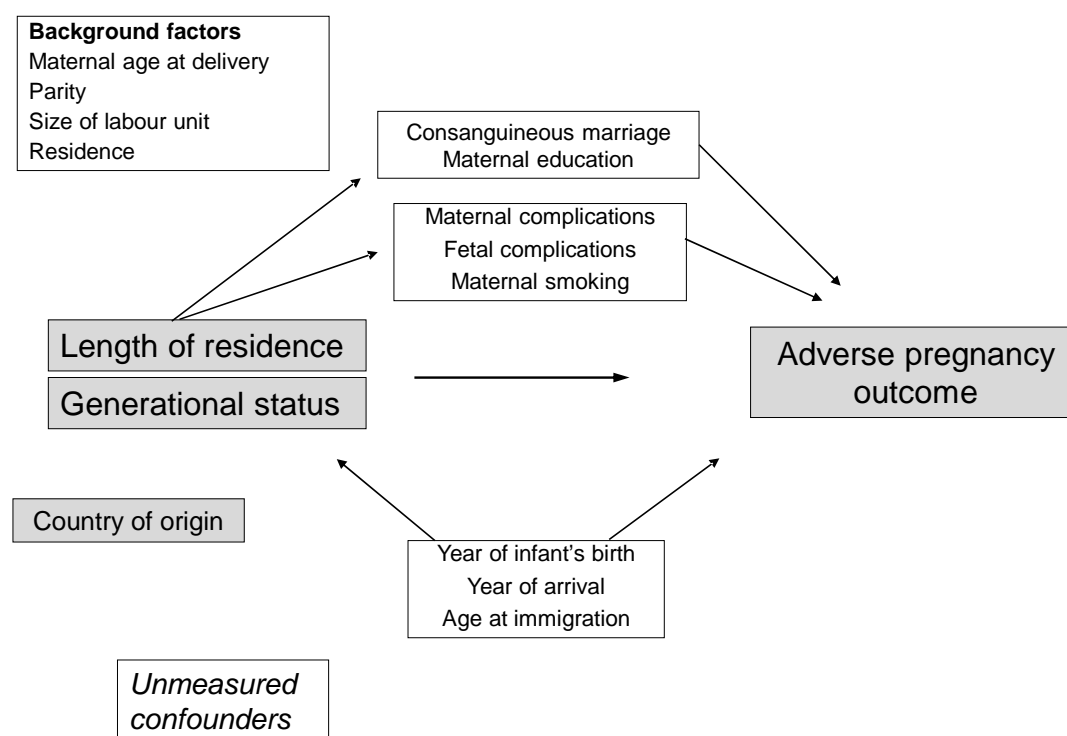 Background factors
Maternal age at delivery
Parity
Size of labour unit
Residence
Consanguineous marriage
Maternal education
Maternal complications
Fetal complications
Maternal smoking
Length of residence
Generational status
Adverse pregnancy
outcome
Country of origin
Year of infant's birth
Year of arrival
Age at immigration
Unmeasured
confounders